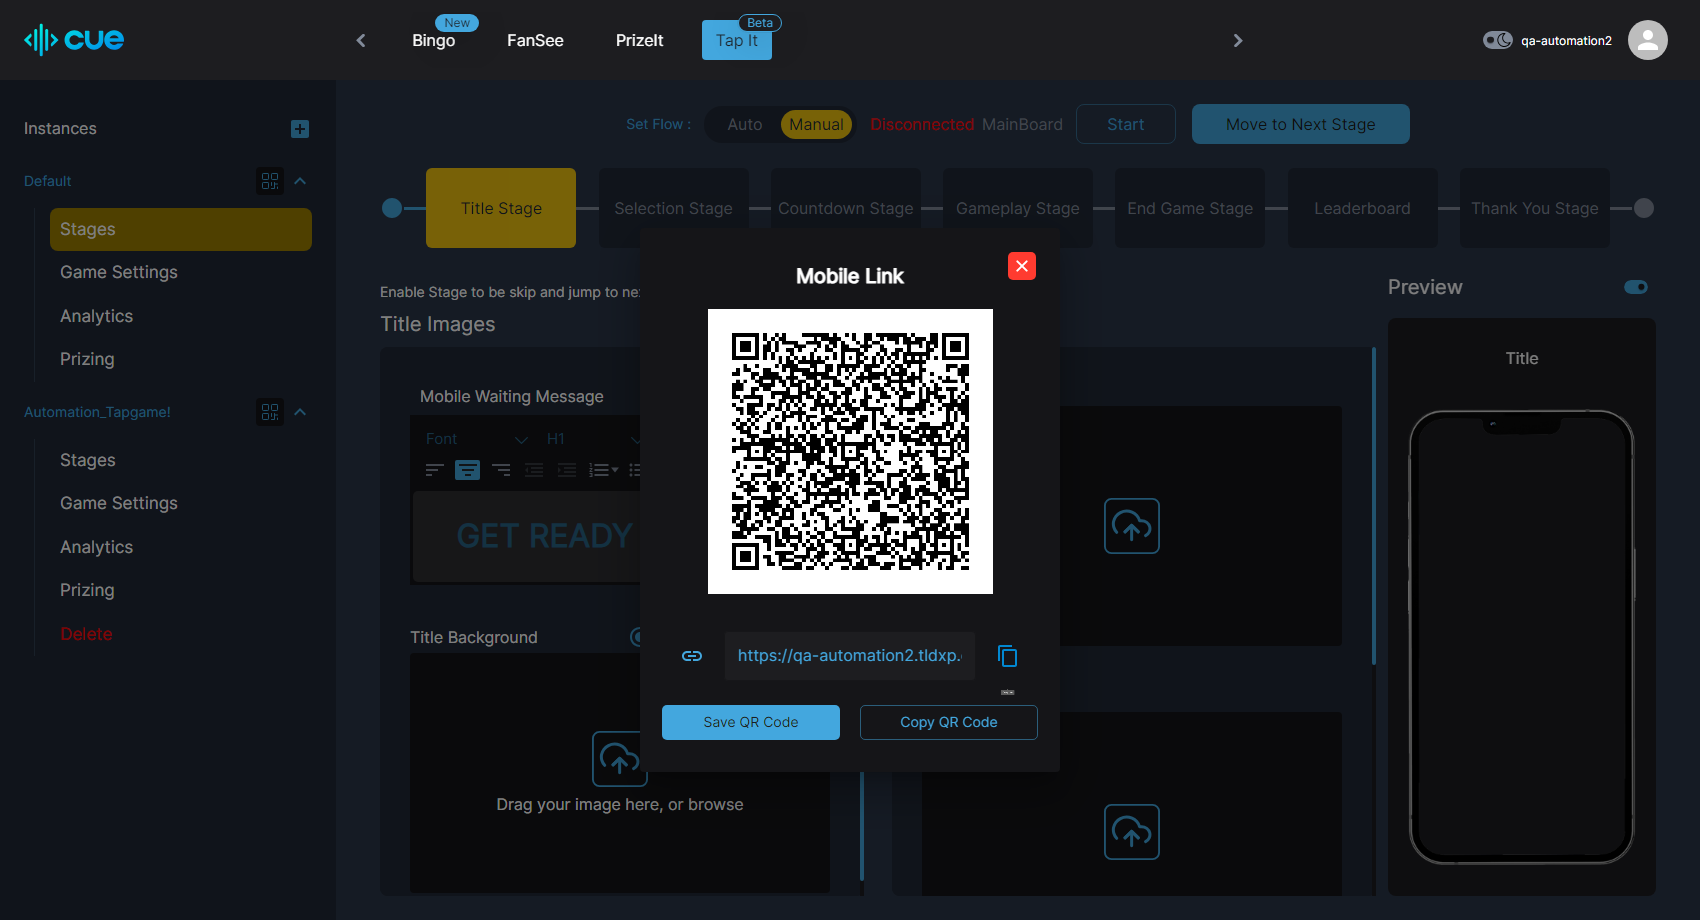 cue
New
Bingo
FanSee
PrizeIt
Beta
Tap It
qa-automation2
Instances
Set Flow :
Auto
Manual
Disconnected
MainBoard
Start
Move to Next Stage
Default
Stages
Game Settings
Analytics
Prizing
Automation_Tapgame!
Stages
Game Settings
Analytics
Prizing
Delete
Title Stage
Selection Stage
Countdown Stage
Gameplay Stage
End Game Stage
Leaderboard
Thank You Stage
Enable Stage to be skip and jump to ne
Title Images
Mobile Waiting Message
Font
H1
GET READY
Title Background
Drag your image here, or browse
Mobile Link
https://qa-automation2.tldxp.
Save QR Code
Copy QR Code
Preview
Title